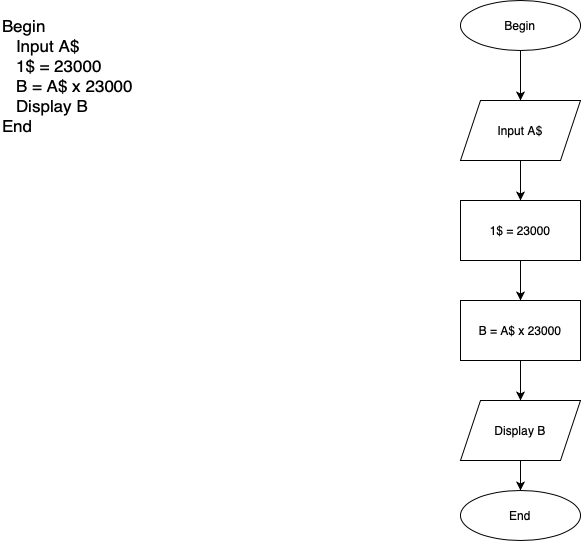 Begin
Input A$
1$ = 23000
B = A$ x 23000
Display B
End
Begin
Input A$
1$ = 23000
B = A$ x 23000
Display B
End